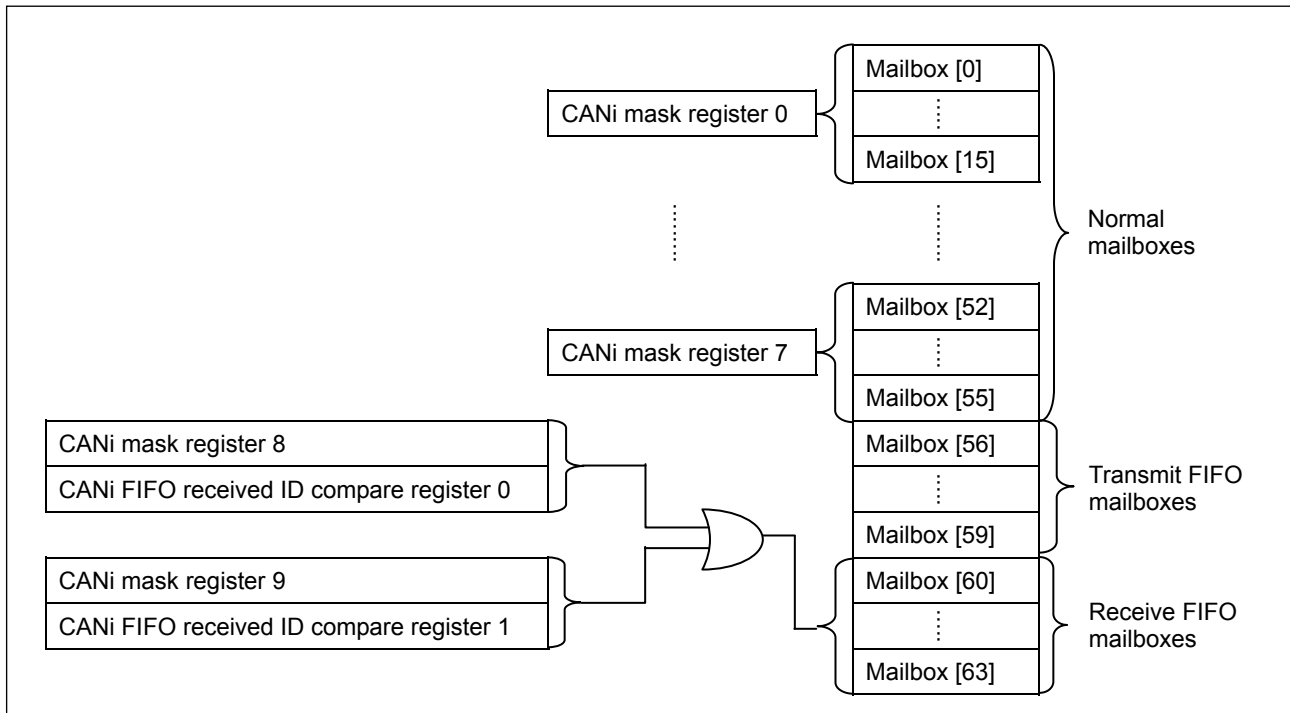 Mailbox [0]
CANi mask register 0
Mailbox [15]
Normal
mailboxes
Mailbox [52]
CANi mask register 7
Mailbox [55]
CANi mask register 8
Mailbox [56]
CANi FIFO received ID compare register 0
Transmit FIFO
mailboxes
Mailbox [59]
CANi mask register 9
Mailbox [60]
CANi FIFO received ID compare register 1
Receive FIFO
mailboxes
Mailbox [63]